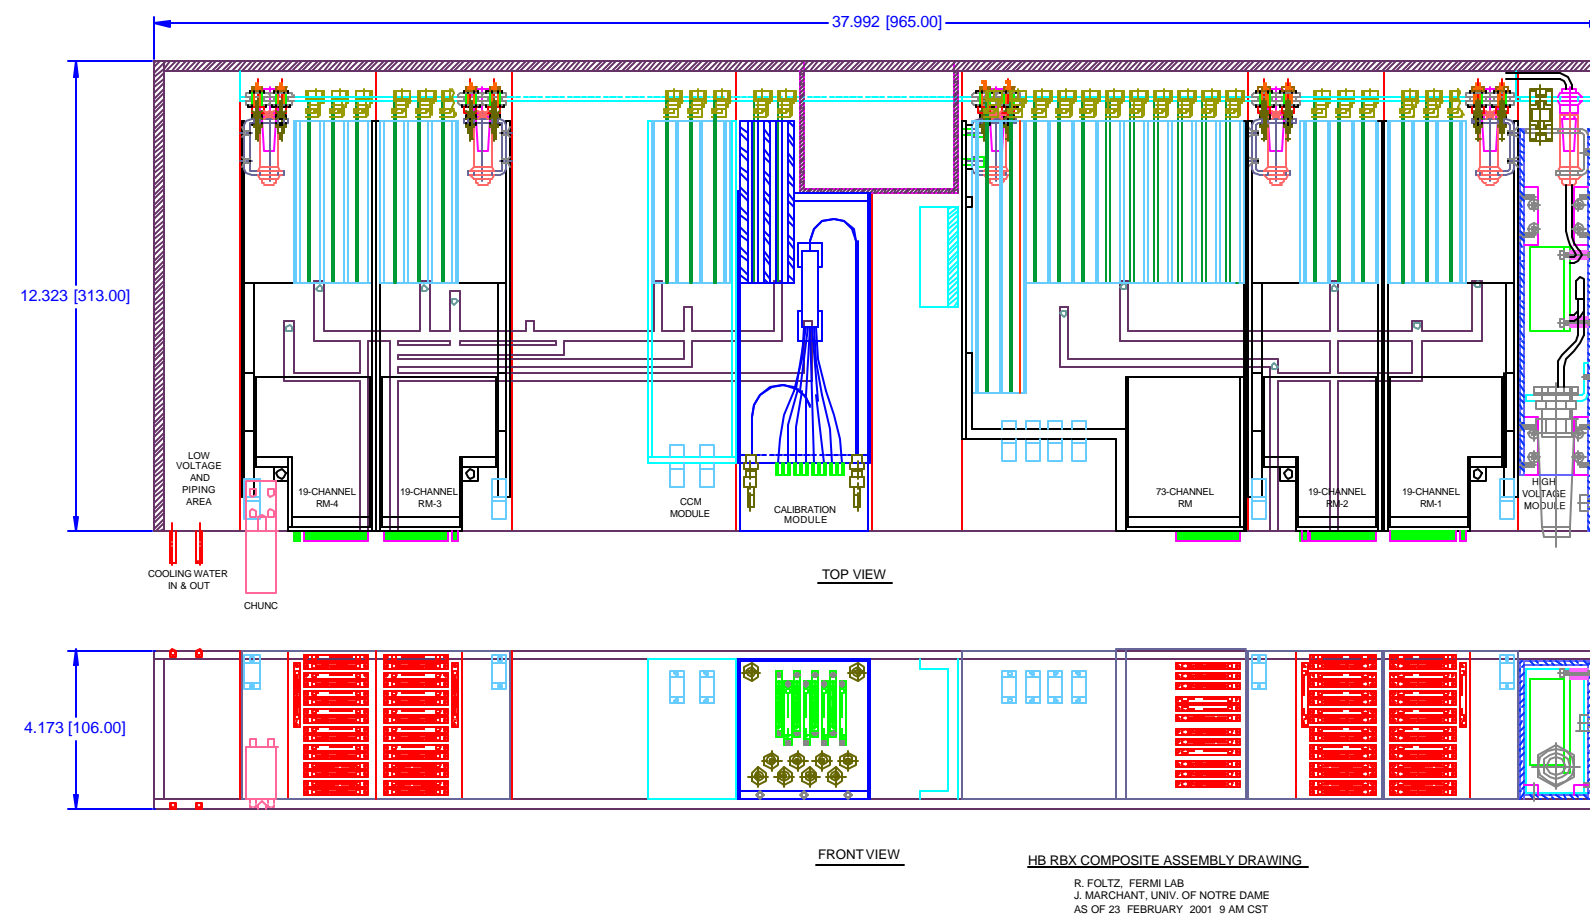 37.992 [965.00]
12.323 [313.00]
LOW
VOLTAGE
AND
PIPING
AREA
19-CHANNEL
RM-4
19-CHANNEL
RM-3
CCM
MODULE
CALIBRATION
MODULE
73-CHANNEL
RM
19-CHANNEL
RM-2
19-CHANNEL
RM-1
HIGH
VOLTAGE
MODULE
COOLING WATER
IN & OUT
CHUNC
TOP VIEW
4.173 [106.00]
FRONT VIEW
HB RBX COMPOSITE ASSEMBLY DRAWING
R. FOLTZ, FERMI LAB
J. MARCHANT, UNIV. OF NOTRE DAME
AS OF 23 FEBRUARY 2001 9 AM CST